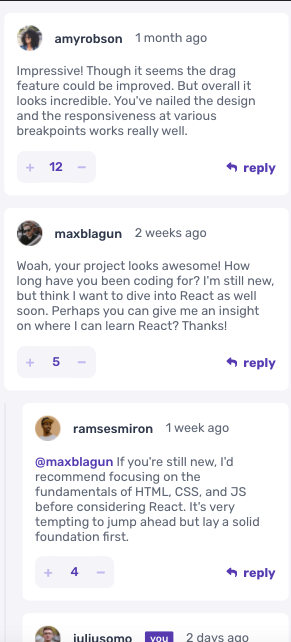 amyrobson 1 month ago
Impressive! Though it seems the drag
feature could be improved. But overall it
looks incredible. You've nailed the design
and the responsiveness at various
breakpoints works really well.
+ 12 − reply
maxblagun 2 weeks ago
Woah, your project looks awesome! How
long have you been coding for? I'm still new,
but think I want to dive into React as well
soon. Perhaps you can give me an insight
on where I can learn React? Thanks!
+ 5 − reply
ramsesmiron 1 week ago
@maxblagun If you're still new, I'd
recommend focusing on the
fundamentals of HTML, CSS, and JS
before considering React. It's very
tempting to jump ahead but lay a solid
foundation first.
+ 4 − reply
juliusomo you 2 days ago